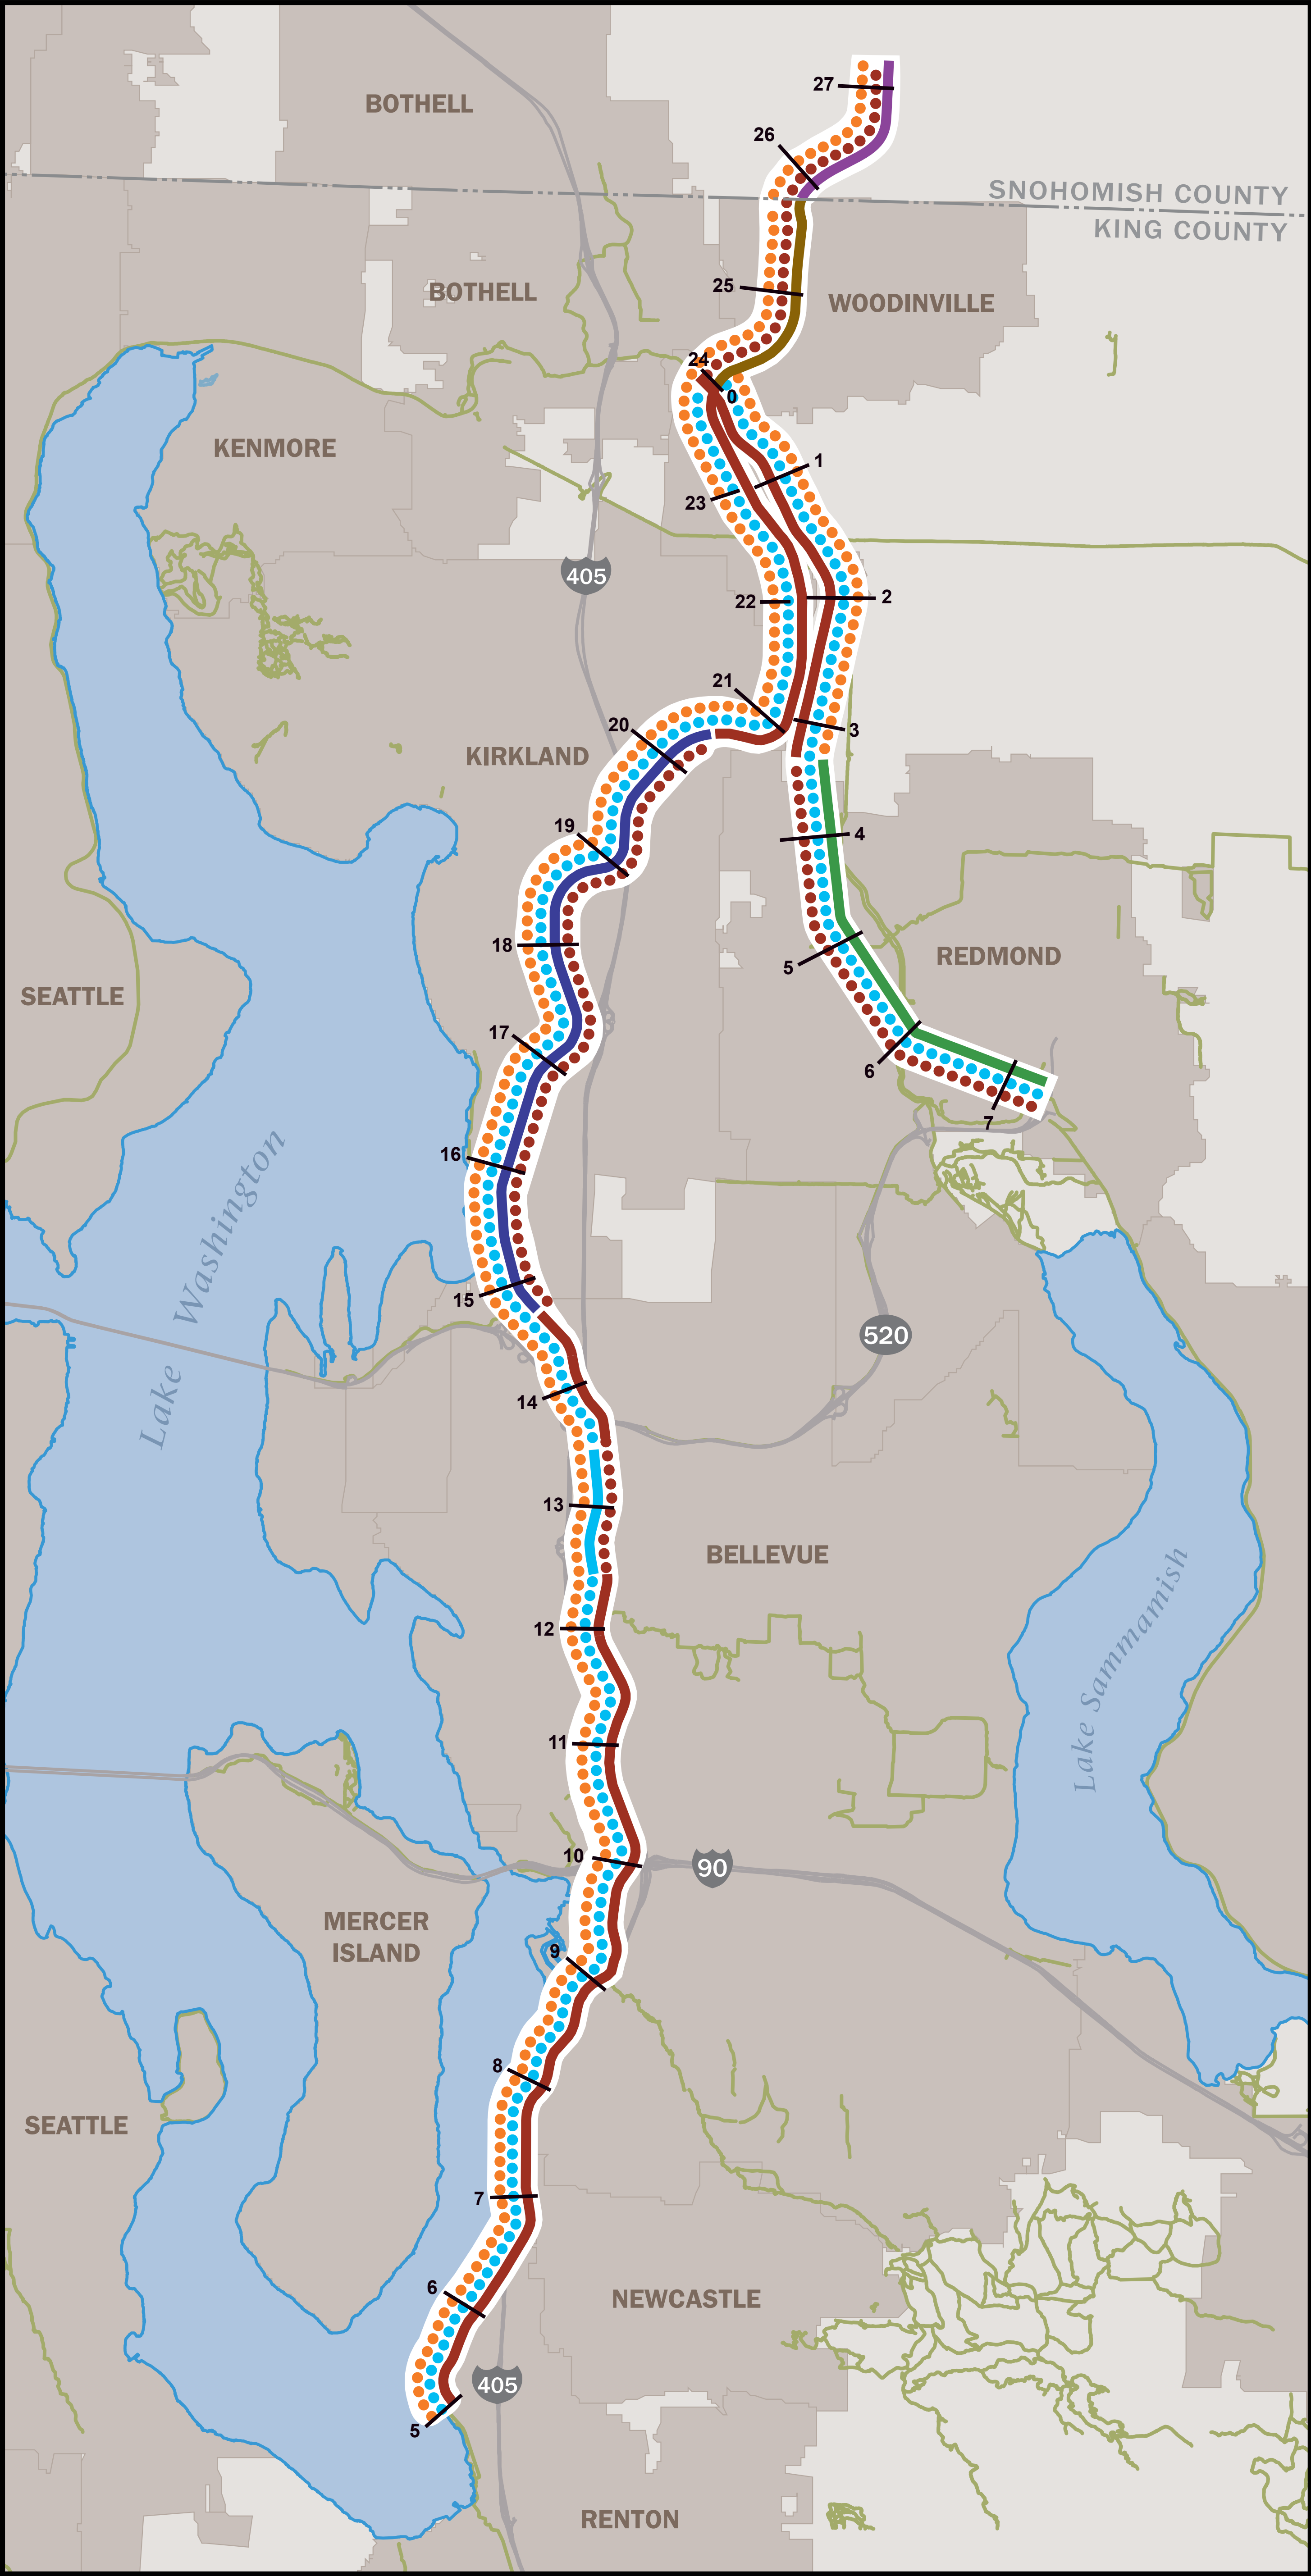 27
BOTHELL
26
SNOHOMISH COUNTY
KING COUNTY
25
BOTHELL
WOODINVILLE
24
0
KENMORE
1
23
405
22
2
21
20
3
KIRKLAND
19
4
18
REDMOND
5
SEATTLE
17
6
7
16
Lake Washington
15
520
14
13
BELLEVUE
12
Lake Sammamish
11
10
90
MERCER
ISLAND
9
8
SEATTLE
7
6
NEWCASTLE
405
5
RENTON